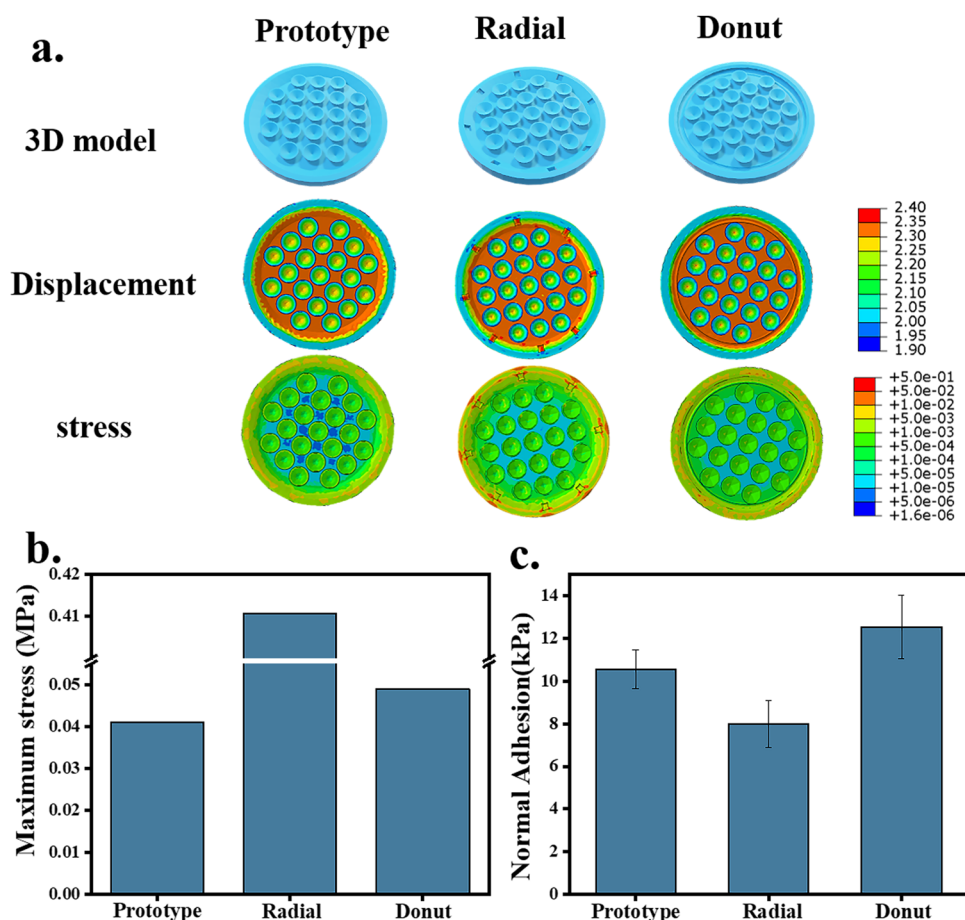 a.
Prototype Radial Donut
3D model
Displacement
2.40
2.35
2.30
2.25
2.20
2.15
2.10
2.05
2.00
1.95
1.90
stress
+5.0e-01
+5.0e-02
+1.0e-02
+5.0e-03
+1.0e-03
+5.0e-04
+1.0e-04
+5.0e-05
+1.0e-05
+5.0e-06
+1.6e-06
b.
Maximum stress (MPa)
0.42
0.41
0.05
0.04
0.03
0.02
0.01
0.00
Prototype Radial Donut
c.
Normal Adhesion(kPa)
14
12
10
8
6
4
2
0
Prototype Radial Donut